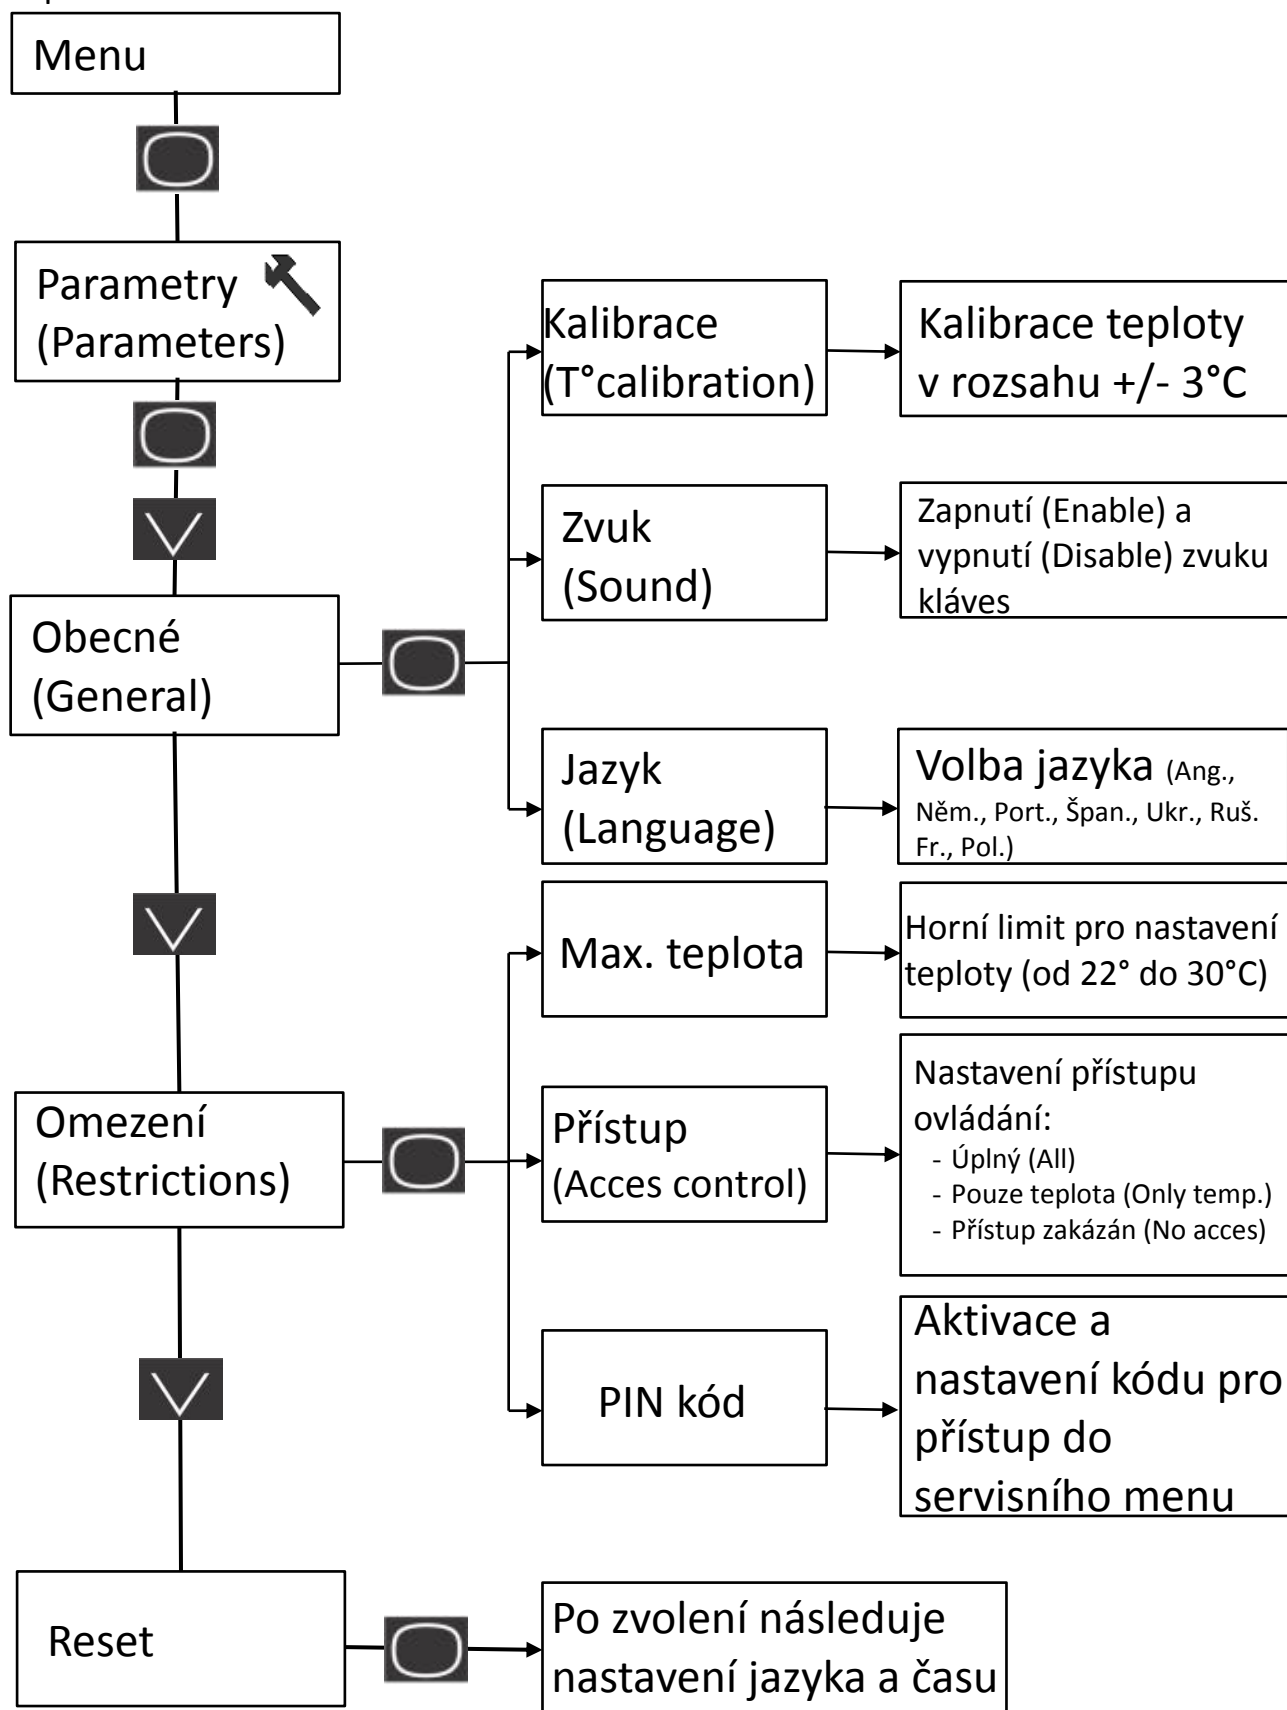 Menu
Parametry
(Parameters)
Kalibrace
(T°calibration)
Kalibrace teploty
v rozsahu +/- 3°C
Zvuk
(Sound)
Zapnutí (Enable) a
vypnutí (Disable) zvuku
kláves
Obecné
(General)
Jazyk
(Language)
Volba jazyka (Ang.,
Něm., Port., Špan., Ukr., Ruš.
Fr., Pol.)
Max. teplota
Horní limit pro nastavení
teploty (od 22° do 30°C)
Omezení
(Restrictions)
Přístup
(Acces control)
Nastavení přístupu
ovládání:
- Úplný (All)
- Pouze teplota (Only temp.)
- Přístup zakázán (No acces)
PIN kód
Aktivace a
nastavení kódu pro
přístup do
servisního menu
Reset
Po zvolení následuje
nastavení jazyka a času